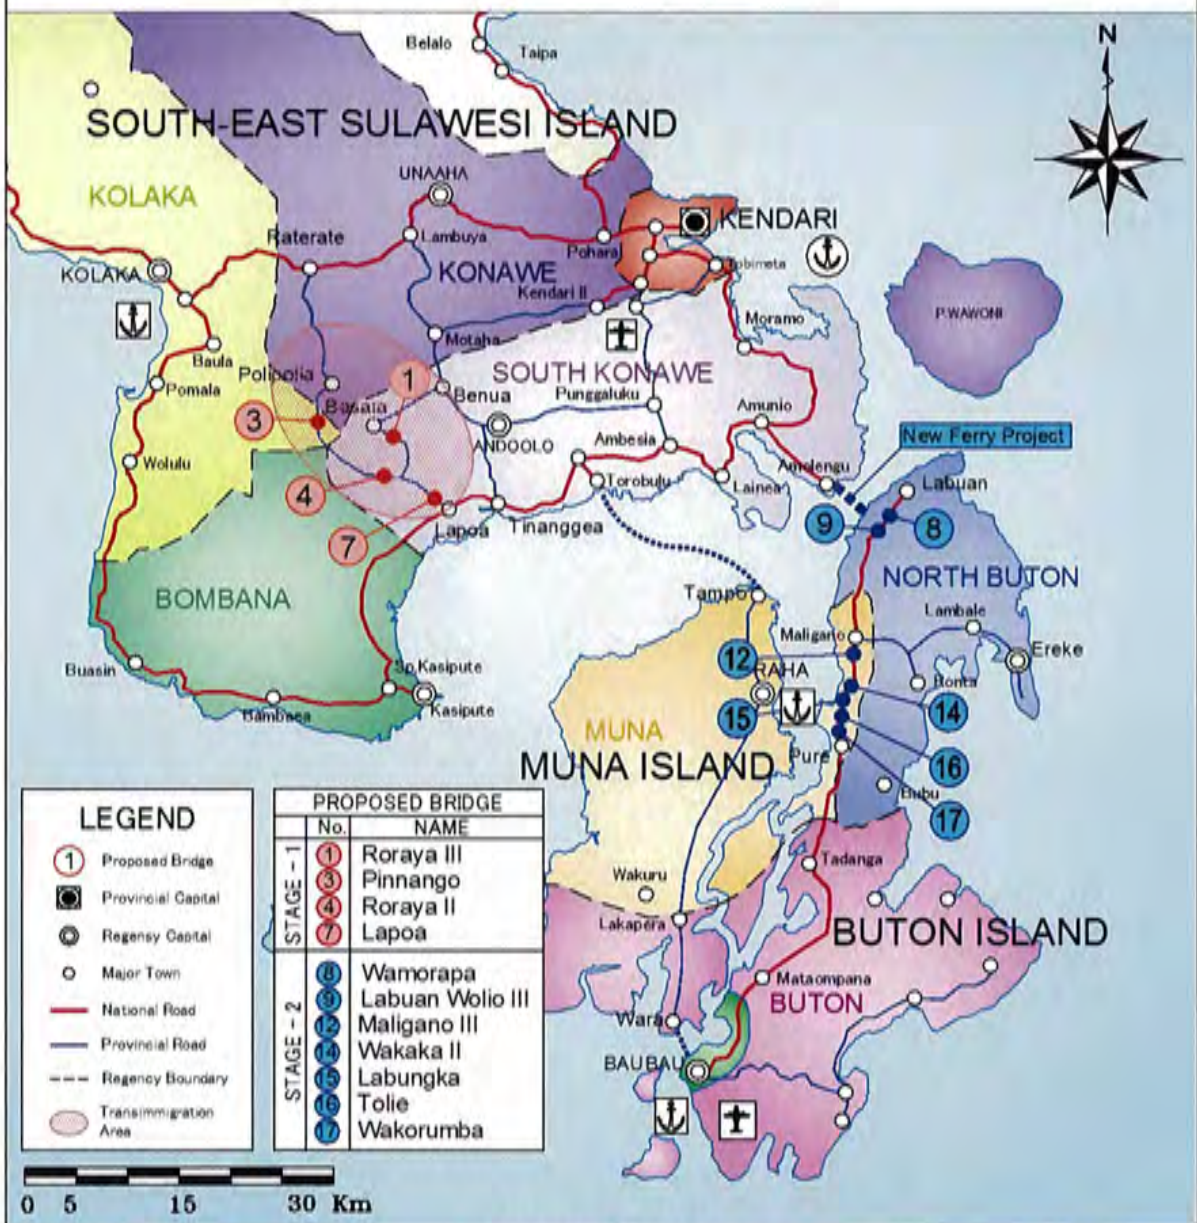 Belalo
Taipa
N
SOUTH-EAST SULAWESI ISLAND
KOLAKA
UNAAHA
KENDARI
Raterate
Lambuya
Pohara
KOLAKA
KONAWE
Tobimeta
Kendari II
P.WAWONI
Moramo
Motaha
Baula
Polipolia
1
SOUTH KONAWE
Pomala
Benua
Punggaluku
3
Basala
Amunio
ANDOOLO
Ambesia
New Ferry Project
Wolulu
Amolengu
4
Torobulu
Lainea
Labuan
Lapoa
Tinanggea
9
8
7
NORTH BUTON
BOMBANA
Tampo
Lambale
Maligano
Ereke
Buasin
Sp.Kasipute
12
RAHA
Ronta
Kasipute
Bambaea
15
14
MUNA
Pure
MUNA ISLAND
16
Bubu
17
Tadanga
Wakuru
Lakapera
BUTON ISLAND
Mataompana
BUTON
Wara
BAUBAU
LEGEND
1 Proposed Bridge
Provincial Capital
Regensy Capital
Major Town
National Road
Provincial Road
Regency Boundary
Transimmigration
Area
PROPOSED BRIDGE
No. NAME
STAGE - 1
1 Roraya III
3 Pinnango
4 Roraya II
7 Lapoa
STAGE - 2
8 Wamorapa
9 Labuan Wolio III
12 Maligano III
14 Wakaka II
15 Labungka
16 Tolie
17 Wakorumba
0 5 15 30 Km